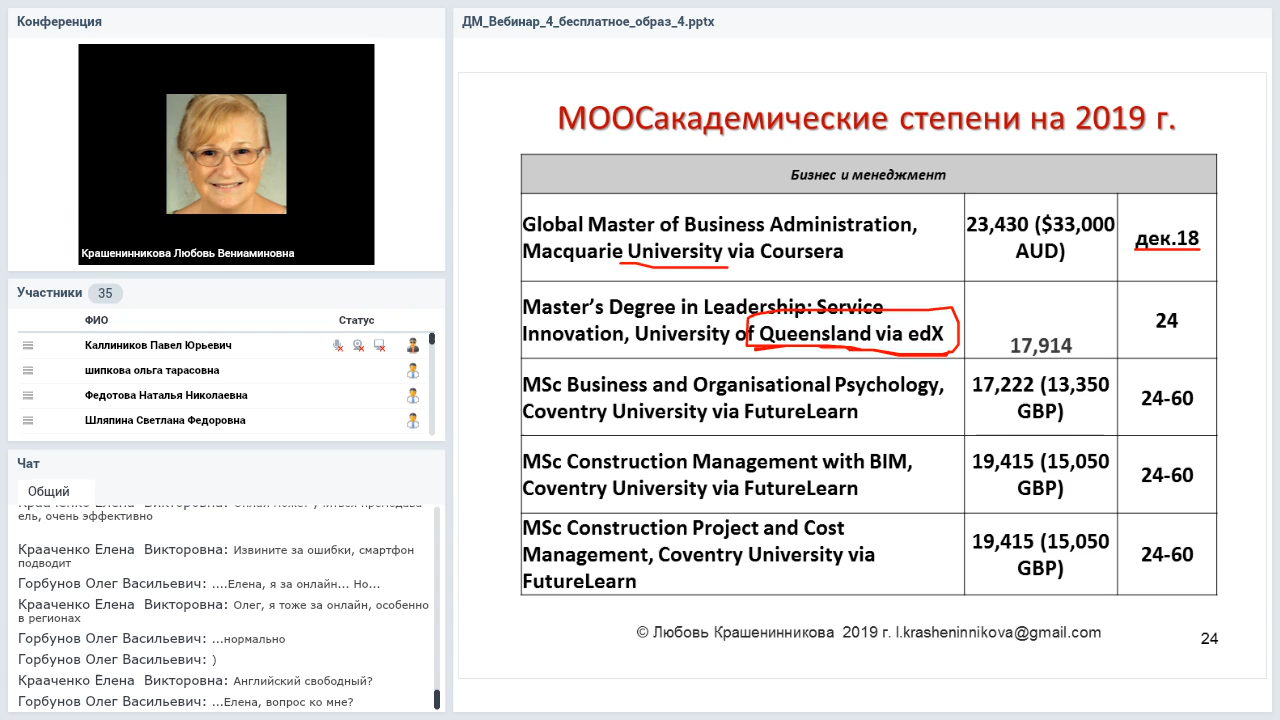 Конференция
Крашенинникова Любовь Вениаминовна
Участники 35
ФИО Статус
Каллиников Павел Юрьевич
шипкова ольга тарасовна
Федотова Наталья Николаевна
Шляпина Светлана Федоровна
Чат
Общий
ель, очень эффективно
Крааченко Елена Викторовна: Извините за ошибки, смартфон
подводит
Горбунов Олег Васильевич: ....Елена, я за онлайн... Но...
Крааченко Елена Викторовна: Олег, я тоже за онлайн, особенно
в регионах
Горбунов Олег Васильевич: ...нормально
Горбунов Олег Васильевич: )
Крааченко Елена Викторовна: Английский свободный?
Горбунов Олег Васильевич: ...Елена, вопрос ко мне?
ДМ_Вебинар_4_бесплатное_образ_4.pptx
МООСакадемические степени на 2019 г.
Бизнес и менеджмент
Global Master of Business Administration,
Macquarie University via Coursera
23,430 ($33,000
AUD)
дек.18
Master’s Degree in Leadership: Service
Innovation, University of Queensland via edX
17,914
24
MSc Business and Organisational Psychology,
Coventry University via FutureLearn
17,222 (13,350
GBP)
24-60
MSc Construction Management with BIM,
Coventry University via FutureLearn
19,415 (15,050
GBP)
24-60
MSc Construction Project and Cost
Management, Coventry University via
FutureLearn
19,415 (15,050
GBP)
24-60
© Любовь Крашенинникова 2019 г. l.krasheninnikova@gmail.com
24